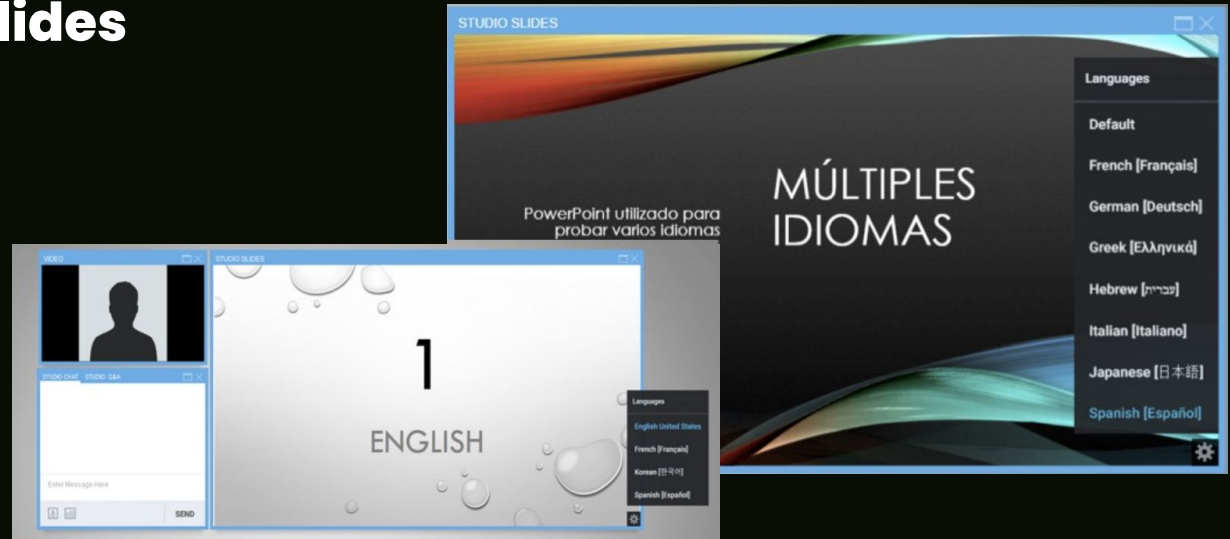 lides
STUDIO SLIDES
PowerPoint utilizado para
probar varios idiomas
MÚLTIPLES
IDIOMAS
Languages
Default
French [Français]
German [Deutsch]
Greek [Ελληνικά]
Hebrew [עברית]
Italian [Italiano]
Japanese [日本語]
Spanish [Español]
VIDEO
STUDIO CHAT STUDIO Q&A
Enter Message Here
SEND
STUDIO SLIDES
1
ENGLISH
Languages
English United States
French [Français]
Korean [한국어]
Spanish [Español]